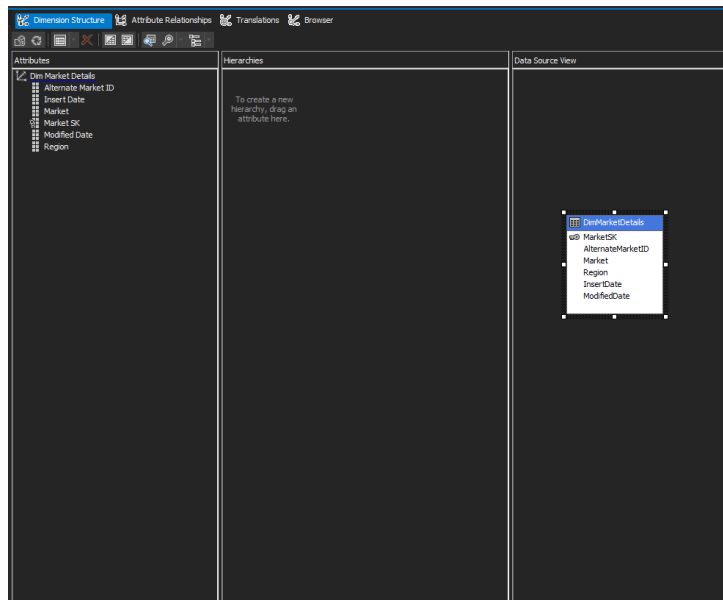 Dimension Structure Attribute Relationships Translations Browser
Attributes
Dim Market Details
Alternate Market ID
Insert Date
Market
Market SK
Modified Date
Region
Hierarchies
To create a new
hierarchy, drag an
attribute here.
Data Source View
DimMarketDetails
MarketSK
AlternateMarketID
Market
Region
InsertDate
ModifiedDate